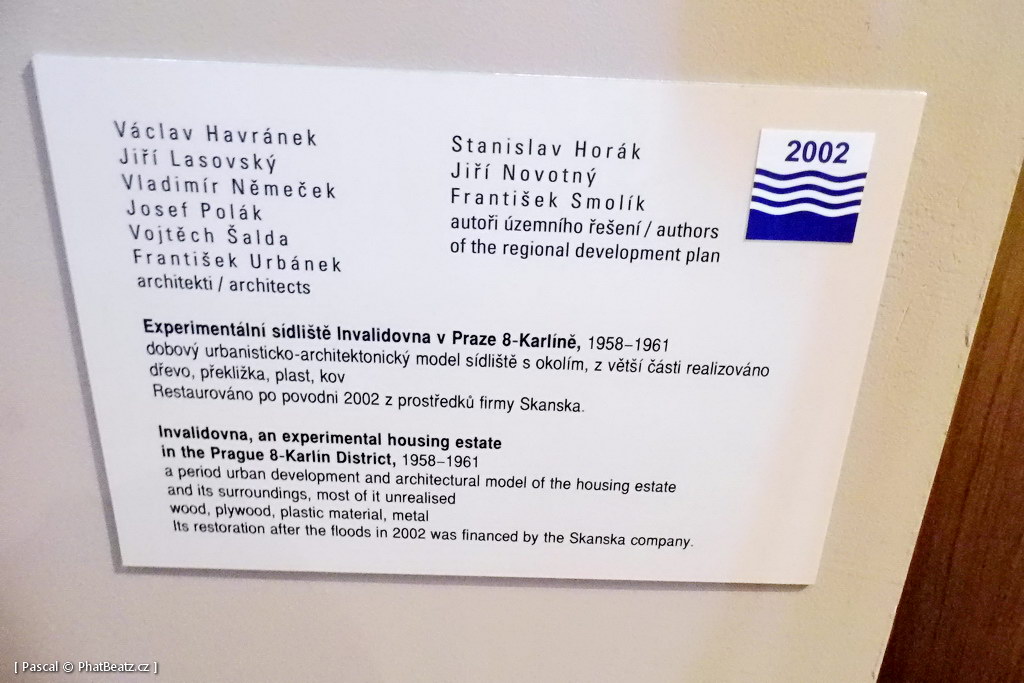 Václav Havránek
Jiří Lasovský
Vladimír Němeček
Josef Polák
Vojtěch Šalda
František Urbánek
architekti / architects
Stanislav Horák
Jiří Novotný
František Smolík
autoři územního řešení / authors
of the regional development plan
2002
Experimentální sídliště Invalidovna v Praze 8-Karlíně, 1958–1961
dobový urbanisticko-architektonický model sídliště s okolím, z větší části realizováno
dřevo, překližka, plast, kov
Restaurováno po povodni 2002 z prostředků firmy Skanska.
Invalidovna, an experimental housing estate
in the Prague 8-Karlin District, 1958–1961
a period urban development and architectural model of the housing estate
and its surroundings, most of it unrealised
wood, plywood, plastic material, metal
Its restoration after the floods in 2002 was financed by the Skanska company.
[ Pascal © PhatBeatz.cz ]